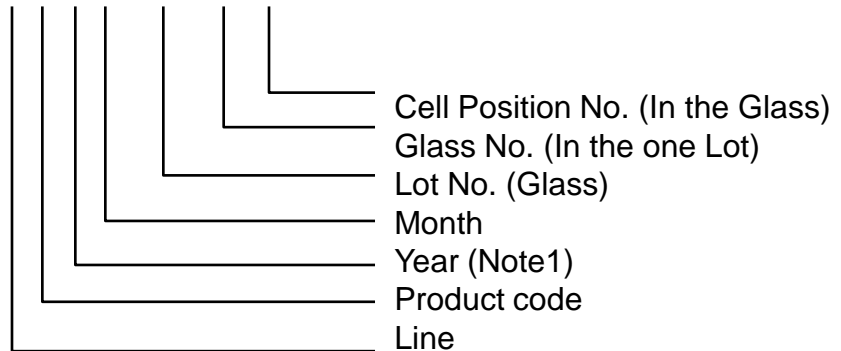 Cell Position No. (In the Glass)
Glass No. (In the one Lot)
Lot No. (Glass)
Month
Year (Note1)
Product code
Line